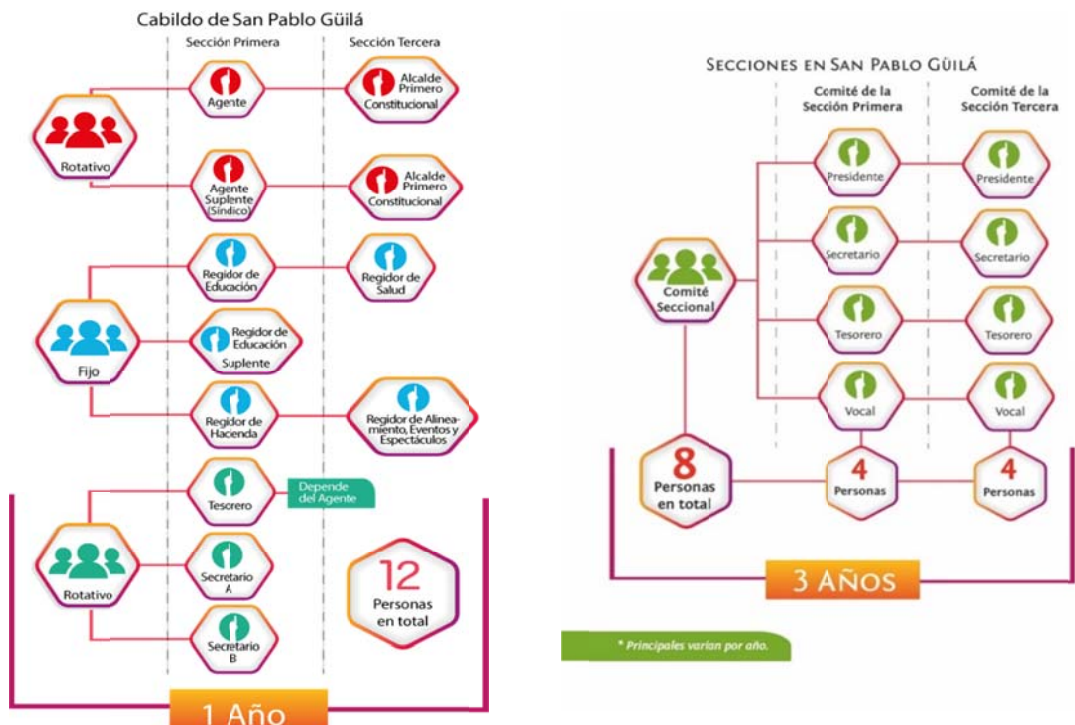 Cabildo de San Pablo Güilá
Sección Primera
Sección Tercera
Rotativo
Agente
Alcalde
Primero
Constitucional
Agente
Suplente
(Síndico)
Alcalde
Primero
Constitucional
Fijo
Regidor de
Educación
Regidor de
Salud
Regidor de
Educación
Suplente
Regidor de
Hacenda
Regidor de Alinea-
miento, Eventos y
Espectáculos
Rotativo
Tesorero
Depende
del Agente
Secretario
A
Secretario
B
12
Personas
en total
1 Año
Secciones en San Pablo Güilá
Comité de la
Sección Primera
Comité de la
Sección Tercera
Comité
Seccional
Presidente
Presidente
Secretario
Secretario
Tesorero
Tesorero
Vocal
Vocal
8
Personas
en total
4
Personas
4
Personas
3 Años
* Principales varian por año.